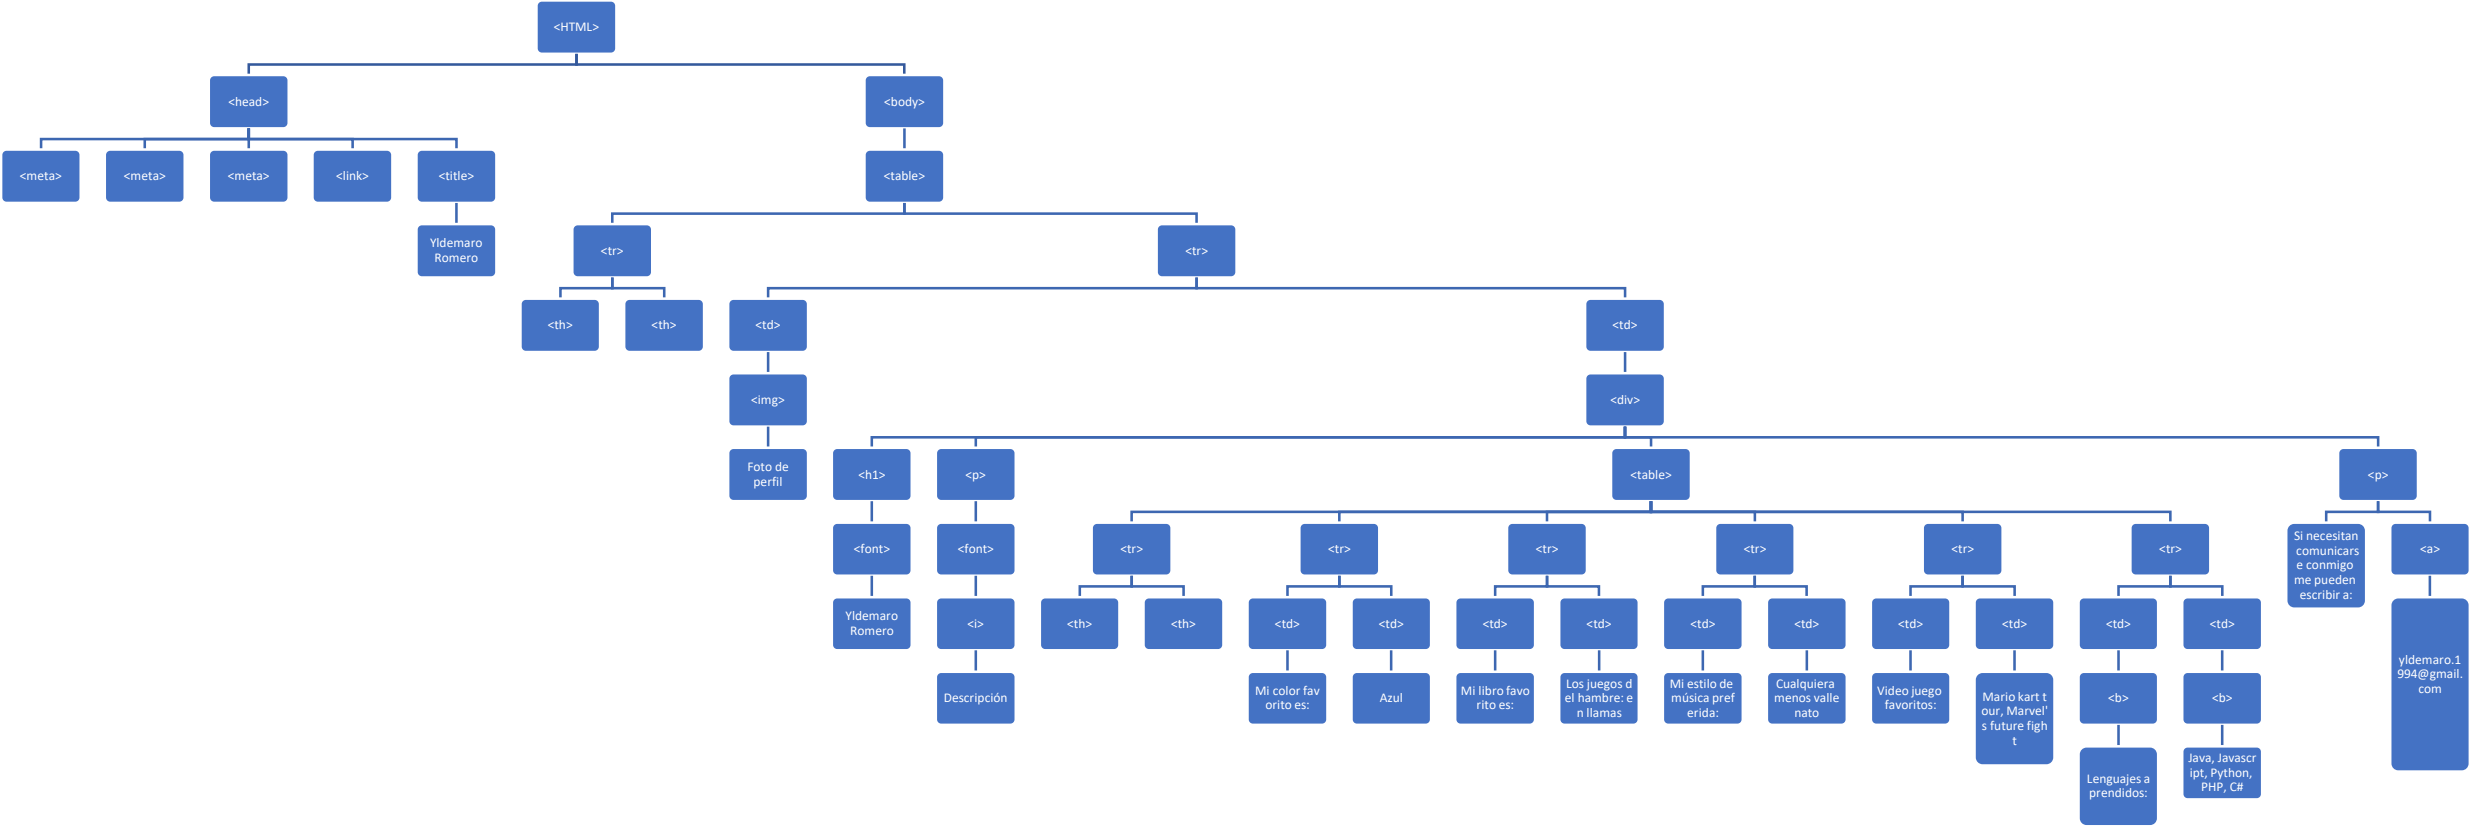 <HTML>
<head>
<body>
<meta>
<meta>
<meta>
<link>
<title>
<table>
Yldemaro
Romero
<tr>
<tr>
<th>
<th>
<td>
<td>
<img>
<div>
Foto de
perfil
<h1>
<p>
<table>
<p>
<font>
<font>
<tr>
<tr>
<tr>
<tr>
<tr>
<tr>
Si necesitan
comunicars
e conmigo
me pueden
escribir a:
<a>
Yldemaro
Romero
<i>
<th>
<th>
<td>
<td>
<td>
<td>
<td>
<td>
<td>
<td>
<td>
<td>
yldemaro.1
994@gmail.
com
Descripción
Mi color fav
orito es:
Azul
Mi libro favo
rito es:
Los juegos d
el hambre: e
n llamas
Mi estilo de
música pref
erida:
Cualquiera
menos valle
nato
Video juego
favoritos:
Mario kart t
our, Marvel'
s future figh
t
<b>
<b>
Lenguajes a
prendidos:
Java, Javascr
ipt, Python,
PHP, C#